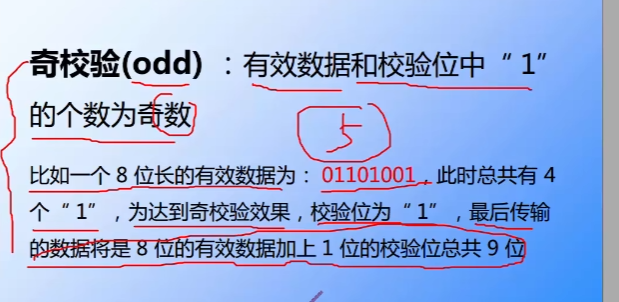 奇校验(odd) ：有效数据和校验位中“ 1”
的个数为奇数
5
比如一个 8 位长的有效数据为： 01101001，此时总共有 4
个“ 1” ，为达到奇校验效果，校验位为“ 1” ，最后传输
的数据将是 8 位的有效数据加上 1 位的校验位总共 9 位